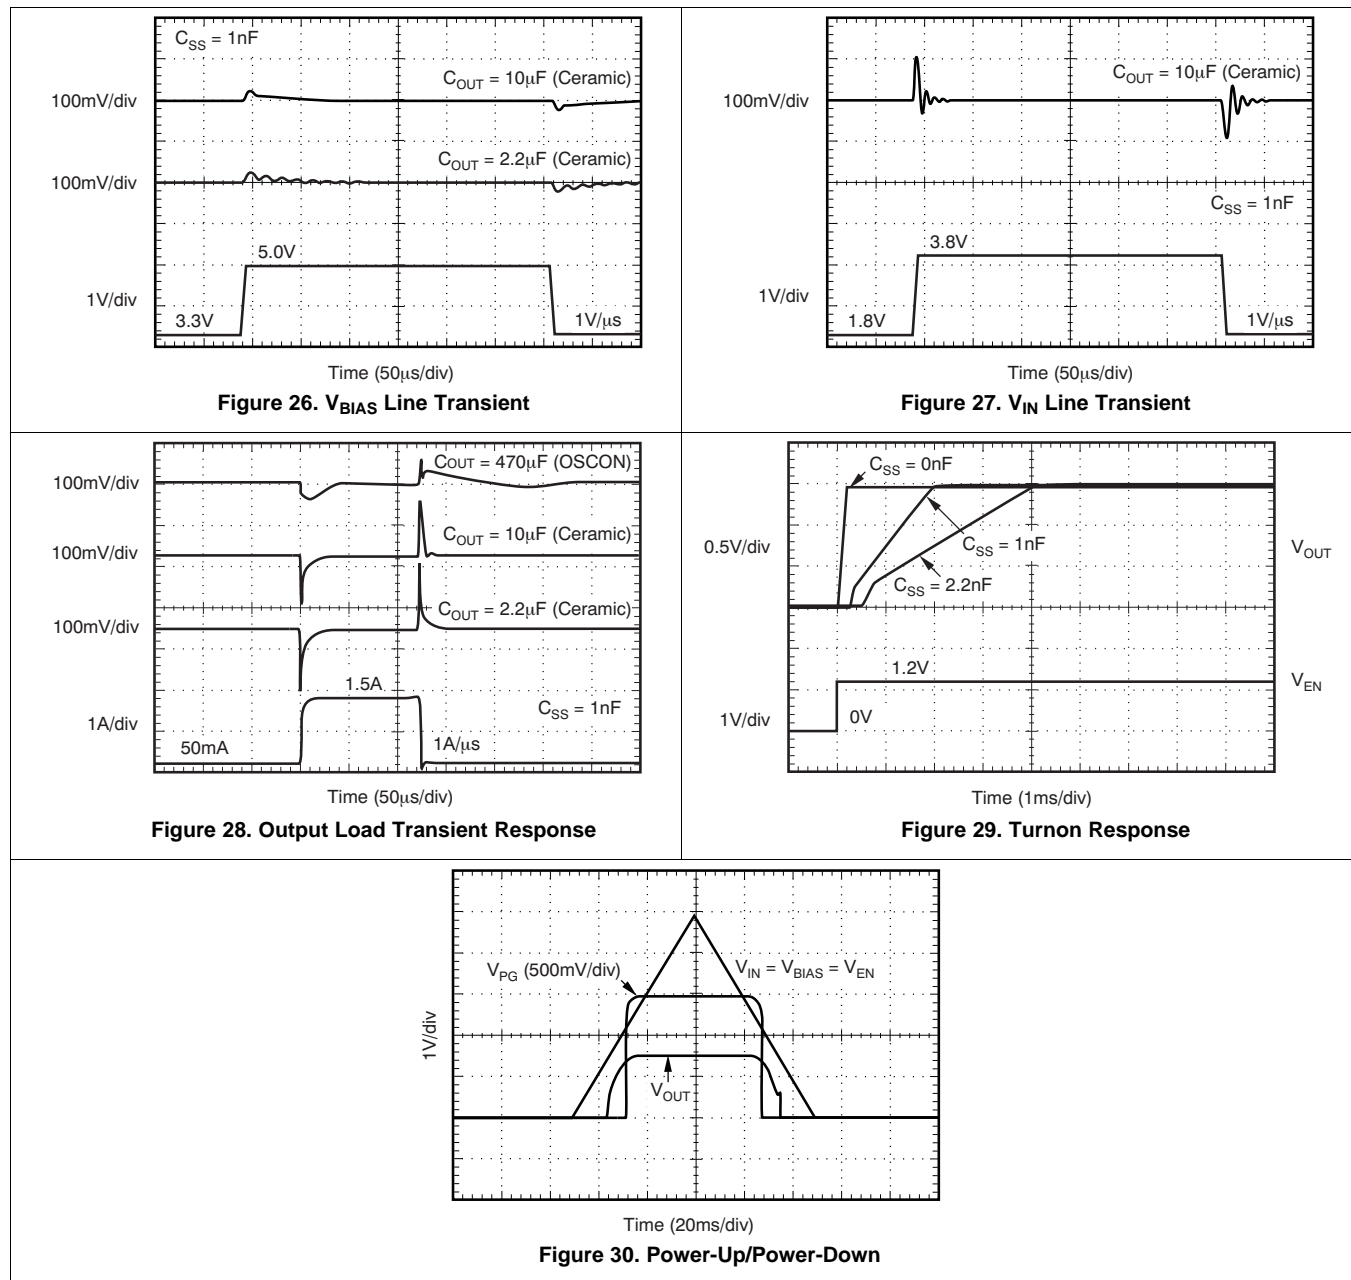 C_SS = 1nF
C_OUT = 10μF (Ceramic)
100mV/div
C_OUT = 2.2μF (Ceramic)
100mV/div
5.0V
1V/div
3.3V
1V/μs
Time (50μs/div)
Figure 26. V_BIAS Line Transient
C_OUT = 10μF (Ceramic)
100mV/div
C_SS = 1nF
3.8V
1V/div
1.8V
1V/μs
Time (50μs/div)
Figure 27. V_IN Line Transient
COUT = 470μF (OSCON)
100mV/div
C_OUT = 10μF (Ceramic)
100mV/div
C_OUT = 2.2μF (Ceramic)
100mV/div
1.5A
C_SS = 1nF
1A/div
50mA
1A/μs
Time (50μs/div)
Figure 28. Output Load Transient Response
C_SS = 0nF
0.5V/div
C_SS = 1nF
V_OUT
C_SS = 2.2nF
1.2V
V_EN
1V/div
0V
Time (1ms/div)
Figure 29. Turnon Response
V_PG (500mV/div)
V_IN = V_BIAS = V_EN
1V/div
V_OUT
Time (20ms/div)
Figure 30. Power-Up/Power-Down